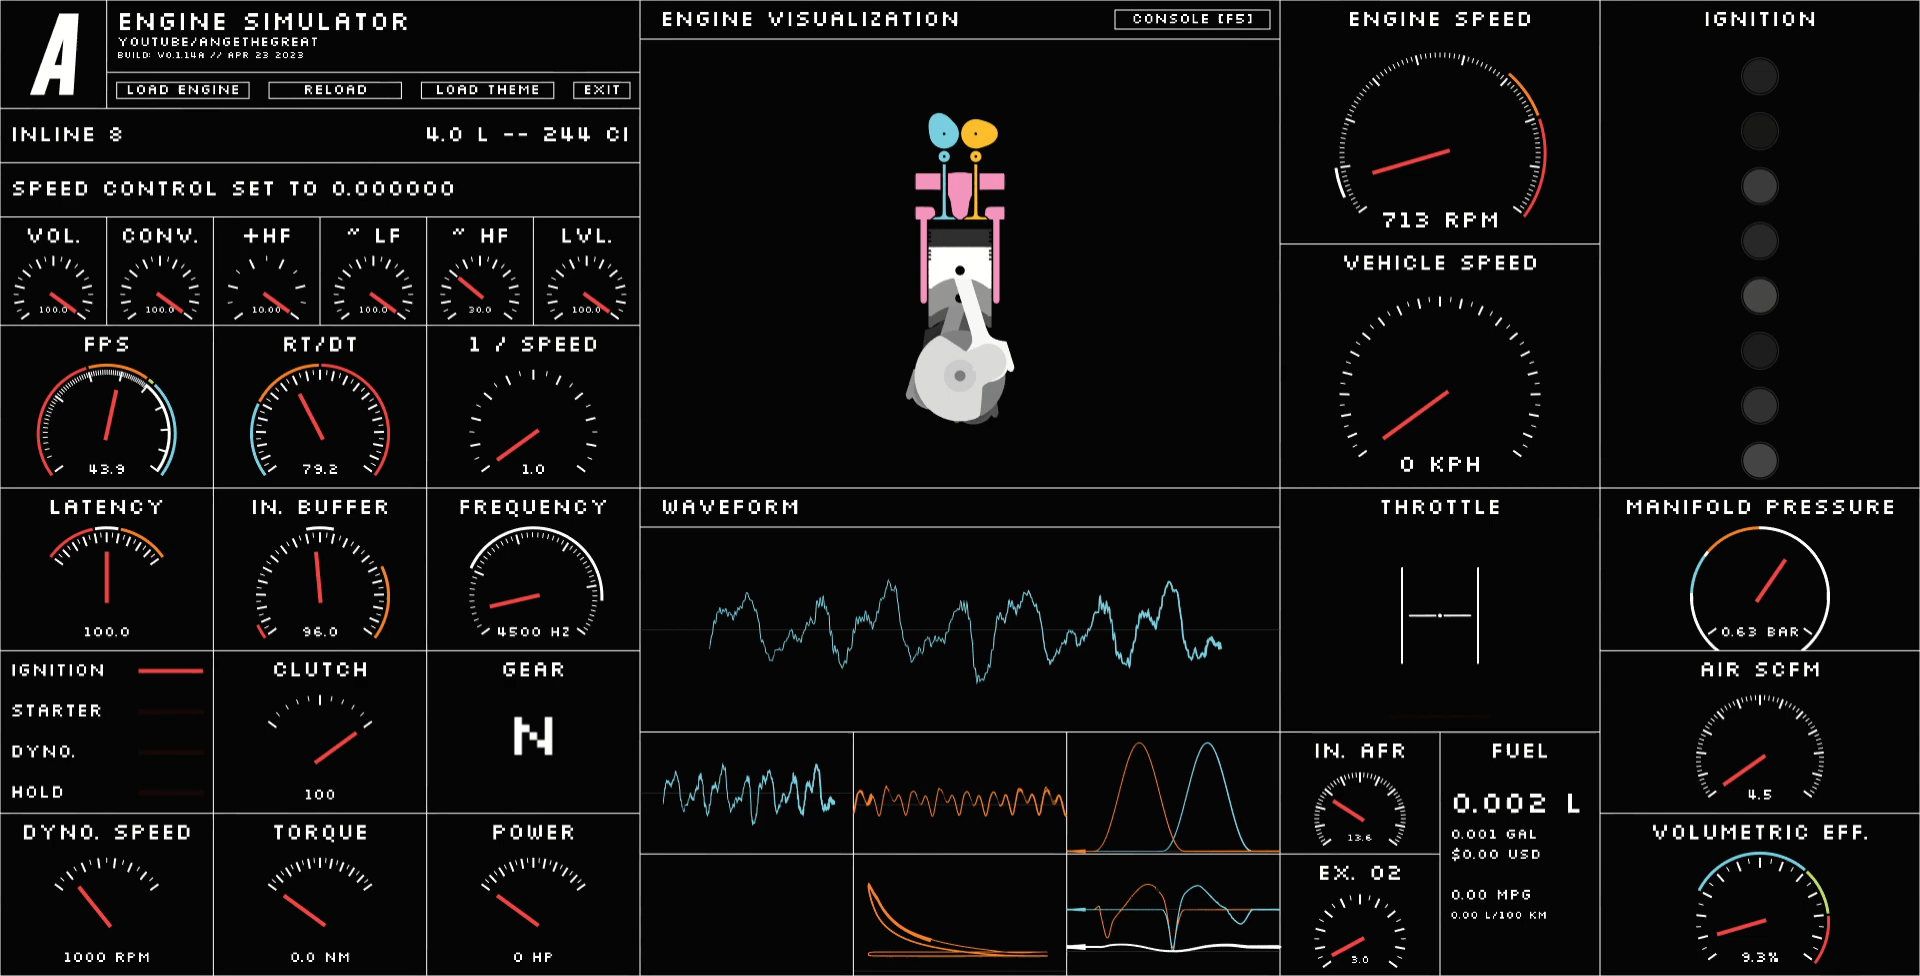 A
ENGINE SIMULATOR
YOUTUBE/ANGETHEGREAT
BUILD: V0.1.14A // APR 23 2023
LOAD ENGINE RELOAD LOAD THEME EXIT
INLINE 8 4.0 L -- 244 CI
SPEED CONTROL SET TO 0.000000
VOL. CONV. +HF ~ LF ~ HF LVL.
100.0 100.0 10.00 100.0 30.0 100.0
FPS RT/DT 1 / SPEED
43.9 79.2 1.0
LATENCY IN. BUFFER FREQUENCY
100.0 96.0 4500 HZ
IGNITION
STARTER
DYNO.
HOLD
CLUTCH
100
GEAR
N
DYNO. SPEED TORQUE POWER
1000 RPM 0.0 NM 0 HP
ENGINE VISUALIZATION CONSOLE [F5]
WAVEFORM
ENGINE SPEED
713 RPM
VEHICLE SPEED
0 KPH
THROTTLE
IN. AFR
13.6
EX. O2
3.0
FUEL
0.002 L
0.001 GAL
$0.00 USD
0.00 MPG
0.00 L/100 KM
IGNITION
MANIFOLD PRESSURE
0.63 BAR
AIR SCFM
4.5
VOLUMETRIC EFF.
9.3%